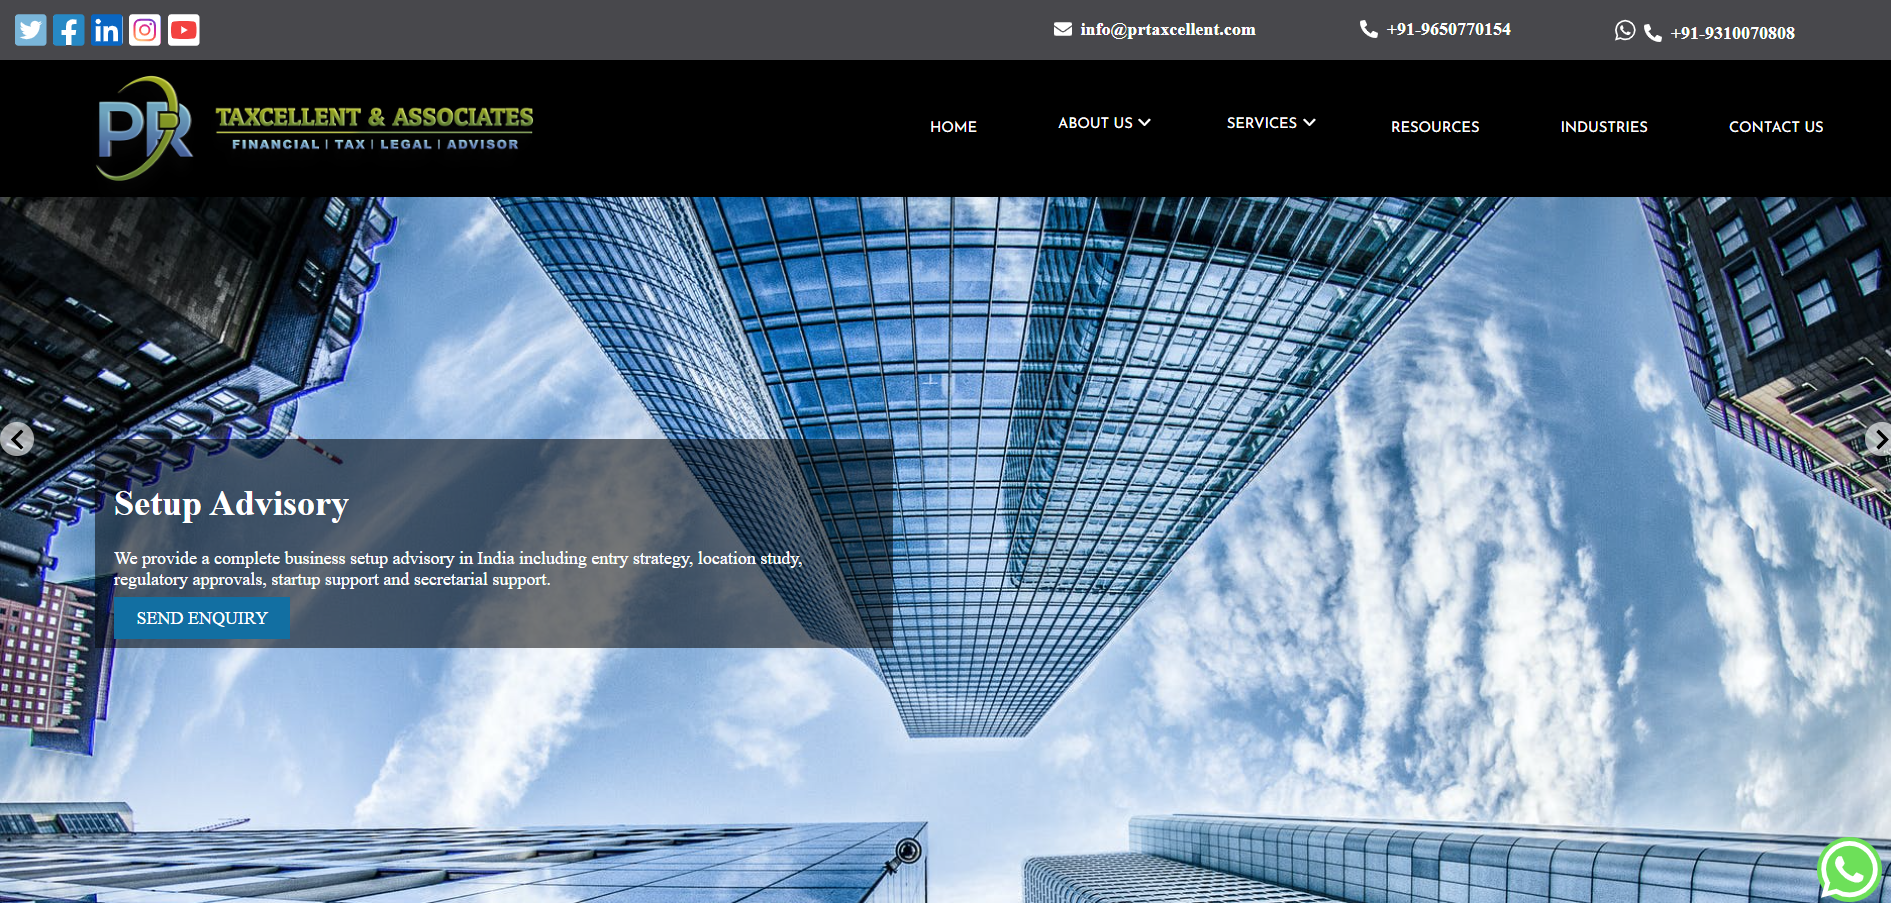 info@prtaxcellent.com
+91-9650770154
+91-9310070808
PR
TAXCELLENT & ASSOCIATES
FINANCIAL | TAX | LEGAL | ADVISOR
HOME
ABOUT US
SERVICES
RESOURCES
INDUSTRIES
CONTACT US
Setup Advisory
We provide a complete business setup advisory in India including entry strategy, location study,
regulatory approvals, startup support and secretarial support.
SEND ENQUIRY